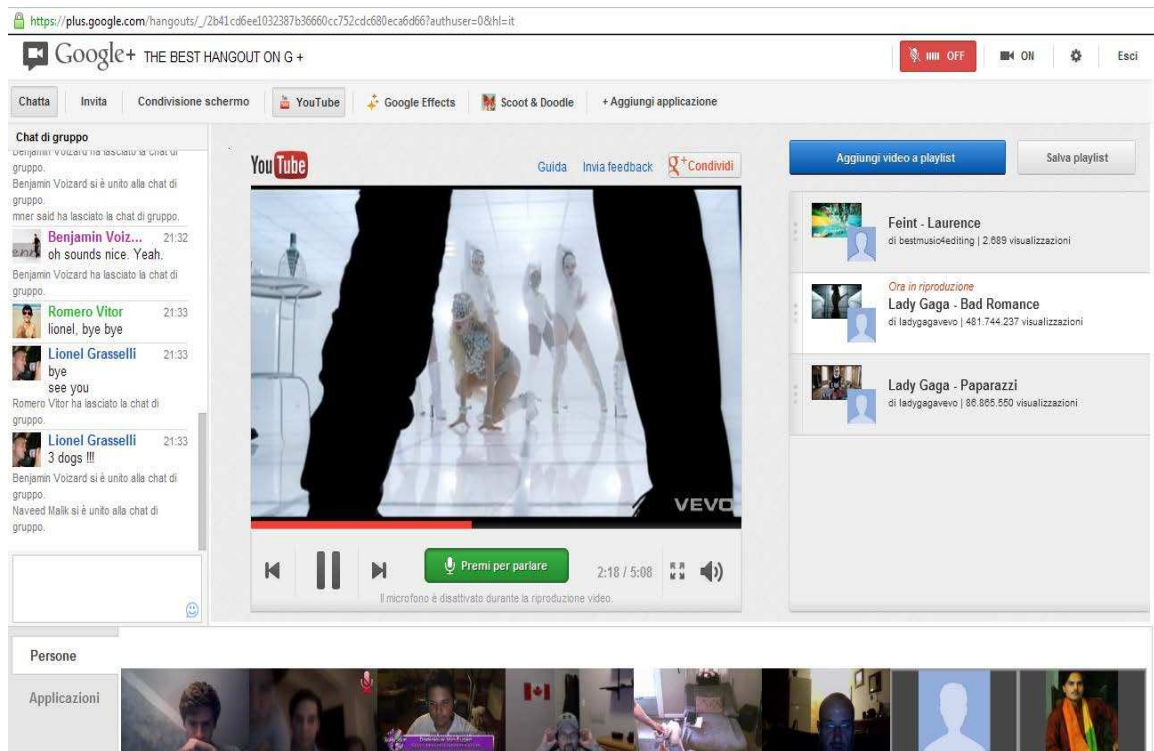 https://plus.google.com/hangouts/_/2b41cd6ee1032387b36660cc752cdc680eca6d66?authuser=0&hl=it
Google+ THE BEST HANGOUT ON G +
OFF
ON
Esci
Chatta
Invita
Condivisione schermo
YouTube
Google Effects
Scoot & Doodle
+ Aggiungi applicazione
Chat di gruppo
Benjamin Voizard ha lasciato la chat di
gruppo.
Benjamin Voizard si è unito alla chat di
gruppo.
mner said ha lasciato la chat di gruppo.
Benjamin Voiz... 21:32
oh sounds nice. Yeah.
Benjamin Voizard ha lasciato la chat di
gruppo.
Romero Vitor 21:33
lionel, bye bye
Lionel Grasselli 21:33
bye
see you
Romero Vitor ha lasciato la chat di
gruppo.
Lionel Grasselli 21:33
3 dogs !!!
Benjamin Voizard si è unito alla chat di
gruppo.
Naveed Malik si è unito alla chat di
gruppo.
YouTube
Guida
Invia feedback
g+ Condividi
VEVO
Premi per parlare
2:18 / 5:08
Il microfono è disattivato durante la riproduzione video.
Aggiungi video a playlist
Salva playlist
Feint - Laurence
di bestmusic4editing | 2.689 visualizzazioni
Ora in riproduzione
Lady Gaga - Bad Romance
di ladygagavevo | 481.744.237 visualizzazioni
Lady Gaga - Paparazzi
di ladygagavevo | 86.865.550 visualizzazioni
Persone
Applicazioni